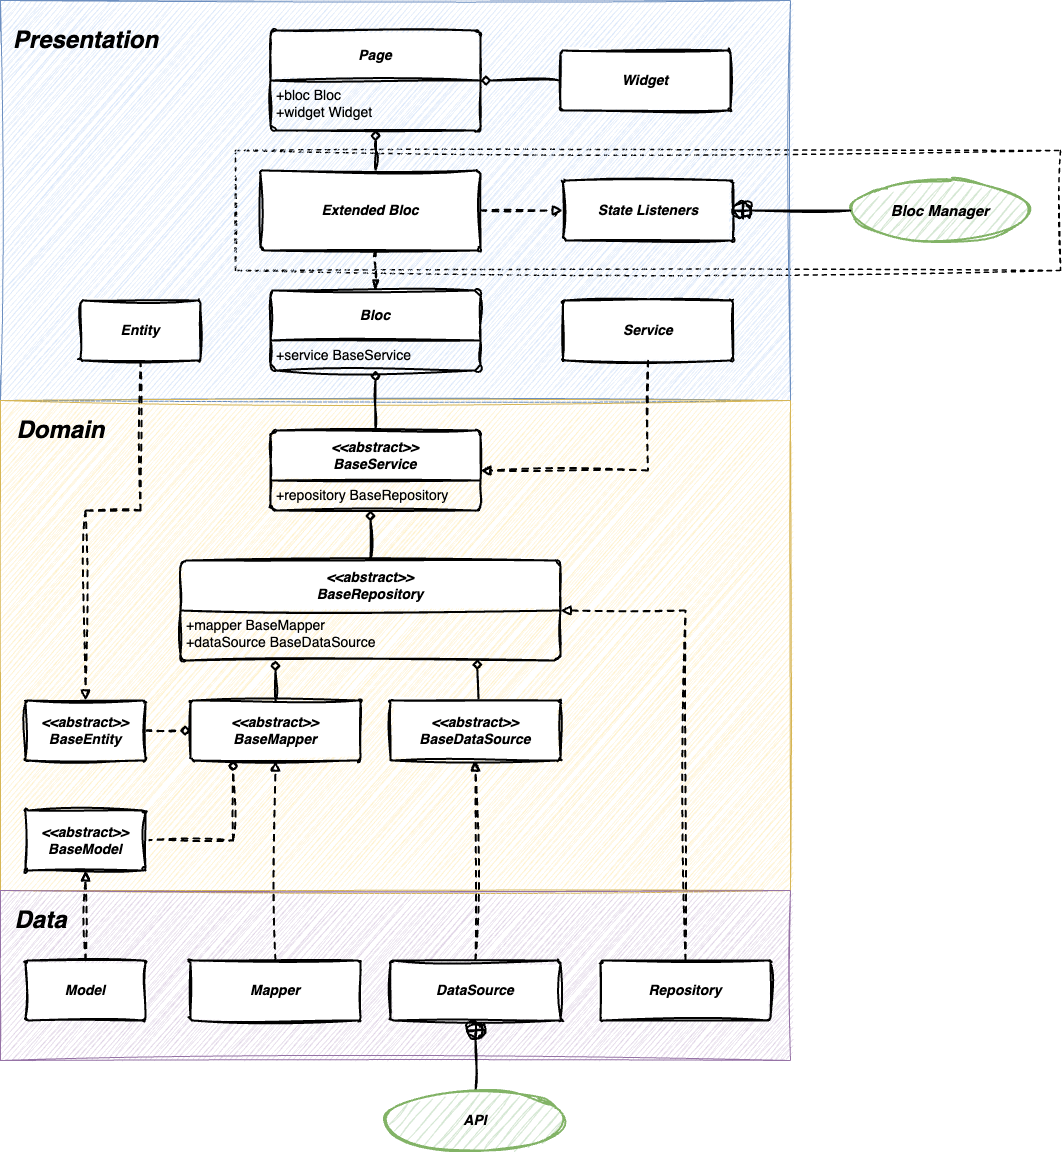 Presentation
Page
+bloc Bloc
+widget Widget
Widget
Extended Bloc
State Listeners
Bloc Manager
Entity
Bloc
+service BaseService
Service
Domain
<<abstract>>
BaseService
+repository BaseRepository
<<abstract>>
BaseRepository
+mapper BaseMapper
+dataSource BaseDataSource
<<abstract>>
BaseEntity
<<abstract>>
BaseMapper
<<abstract>>
BaseDataSource
<<abstract>>
BaseModel
Data
Model
Mapper
DataSource
Repository
API